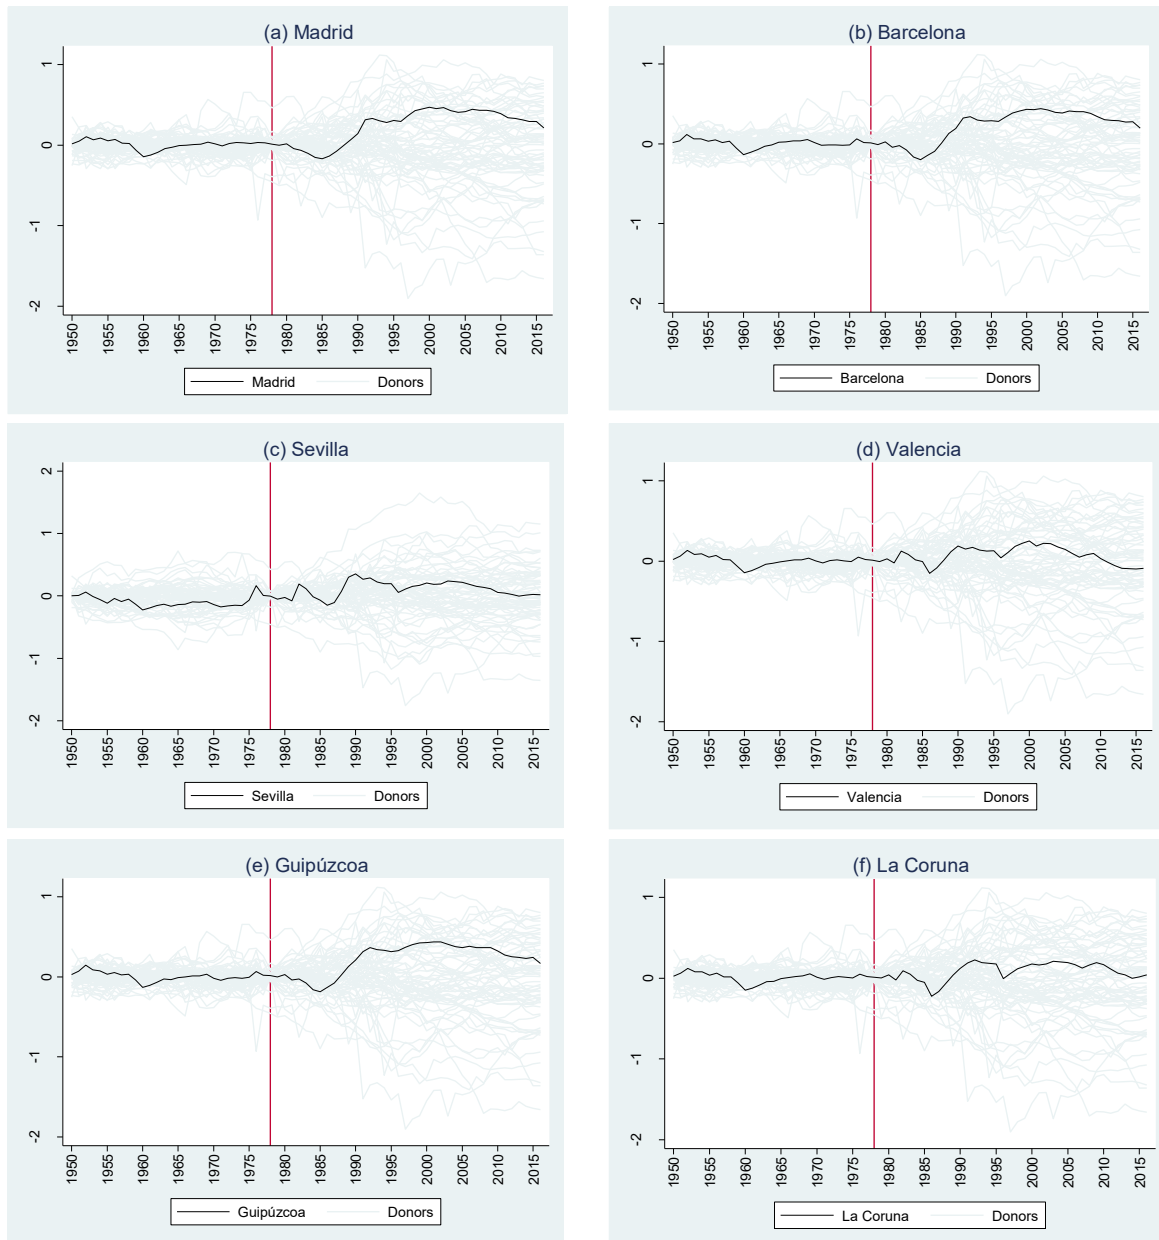 (a) Madrid
1
0
-1
-2
1950 1955 1960 1965 1970 1975 1980 1985 1990 1995 2000 2005 2010 2015
Madrid Donors
(b) Barcelona
1
0
-1
-2
1950 1955 1960 1965 1970 1975 1980 1985 1990 1995 2000 2005 2010 2015
Barcelona Donors
(c) Sevilla
2
1
0
-1
-2
1950 1955 1960 1965 1970 1975 1980 1985 1990 1995 2000 2005 2010 2015
Sevilla Donors
(d) Valencia
1
0
-1
-2
1950 1955 1960 1965 1970 1975 1980 1985 1990 1995 2000 2005 2010 2015
Valencia Donors
(e) Guipúzcoa
1
0
-1
-2
1950 1955 1960 1965 1970 1975 1980 1985 1990 1995 2000 2005 2010 2015
Guipúzcoa Donors
(f) La Coruna
1
0
-1
-2
1950 1955 1960 1965 1970 1975 1980 1985 1990 1995 2000 2005 2010 2015
La Coruna Donors